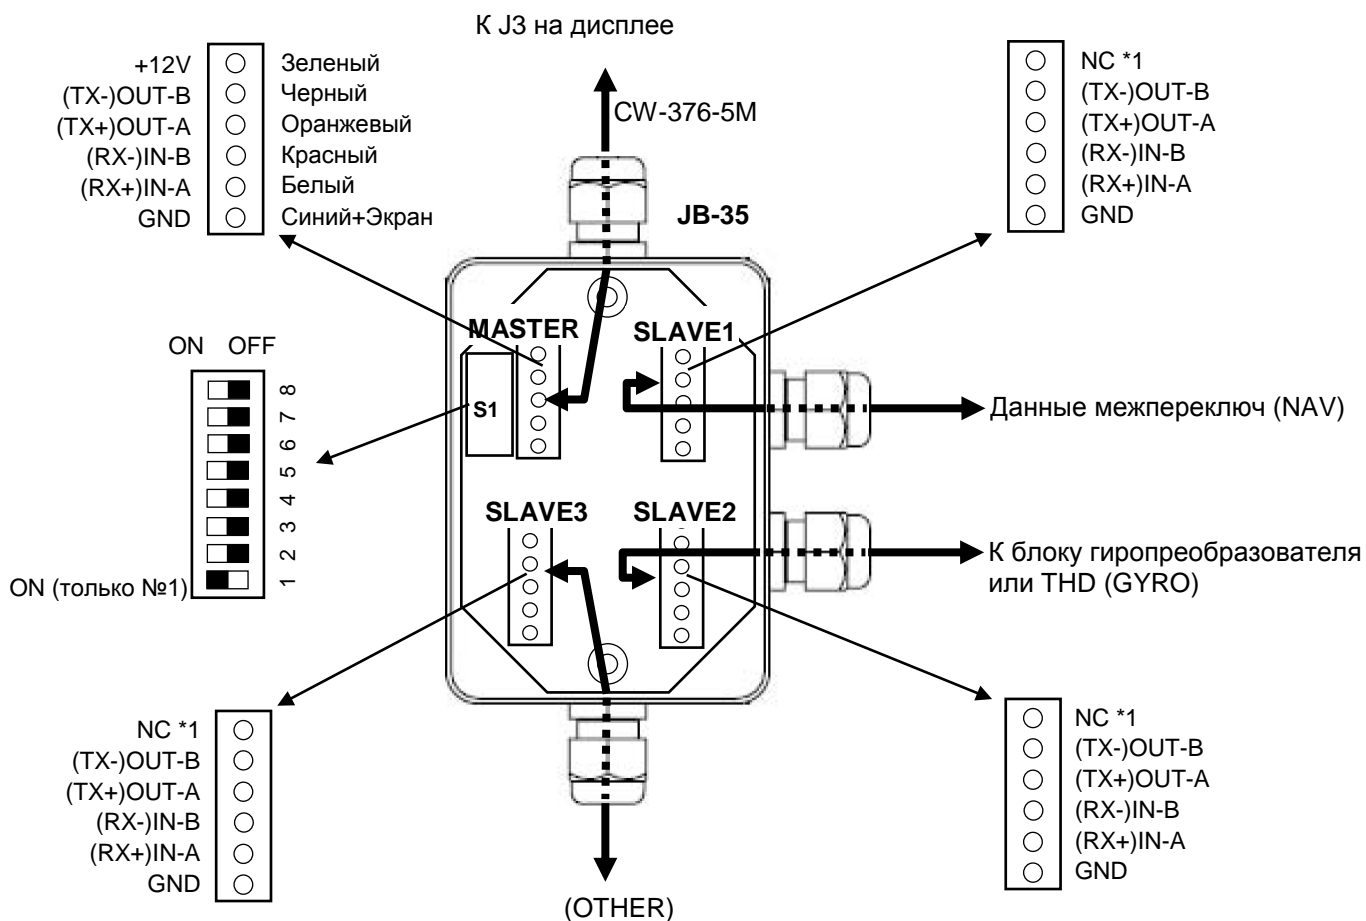 К J3 на дисплее
+12V Зеленый
(TX-)OUT-B Черный
(TX+)OUT-A Оранжевый
(RX-)IN-B Красный
(RX+)IN-A Белый
GND Синий+Экран
CW-376-5M
JB-35
NC *1
(TX-)OUT-B
(TX+)OUT-A
(RX-)IN-B
(RX+)IN-A
GND
MASTER
SLAVE1
S1
ON OFF
8
7
6
5
4
3
2
1
ON (только №1)
Данные межпереключ (NAV)
SLAVE3
SLAVE2
К блоку гиропреобразователя
или THD (GYRO)
NC *1
(TX-)OUT-B
(TX+)OUT-A
(RX-)IN-B
(RX+)IN-A
GND
NC *1
(TX-)OUT-B
(TX+)OUT-A
(RX-)IN-B
(RX+)IN-A
GND
(OTHER)